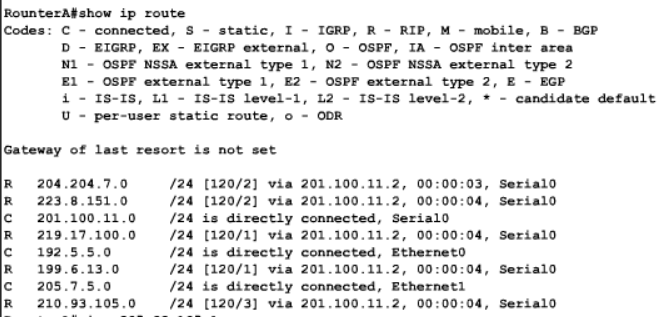 RounterA#show ip route
Codes: C - connected, S - static, I - IGRP, R - RIP, M - mobile, B - BGP
D - EIGRP, EX - EIGRP external, O - OSPF, IA - OSPF inter area
N1 - OSPF NSSA external type 1, N2 - OSPF NSSA external type 2
E1 - OSPF external type 1, E2 - OSPF external type 2, E - EGP
i - IS-IS, L1 - IS-IS level-1, L2 - IS-IS level-2, * - candidate default
U - per-user static route, o - ODR
Gateway of last resort is not set
R 204.204.7.0 /24 [120/2] via 201.100.11.2, 00:00:03, Serial0
R 223.8.151.0 /24 [120/2] via 201.100.11.2, 00:00:04, Serial0
C 201.100.11.0 /24 is directly connected, Serial0
R 219.17.100.0 /24 [120/1] via 201.100.11.2, 00:00:04, Serial0
C 192.5.5.0 /24 is directly connected, Ethernet0
R 199.6.13.0 /24 [120/1] via 201.100.11.2, 00:00:04, Serial0
C 205.7.5.0 /24 is directly connected, Ethernet1
R 210.93.105.0 /24 [120/3] via 201.100.11.2, 00:00:04, Serial0